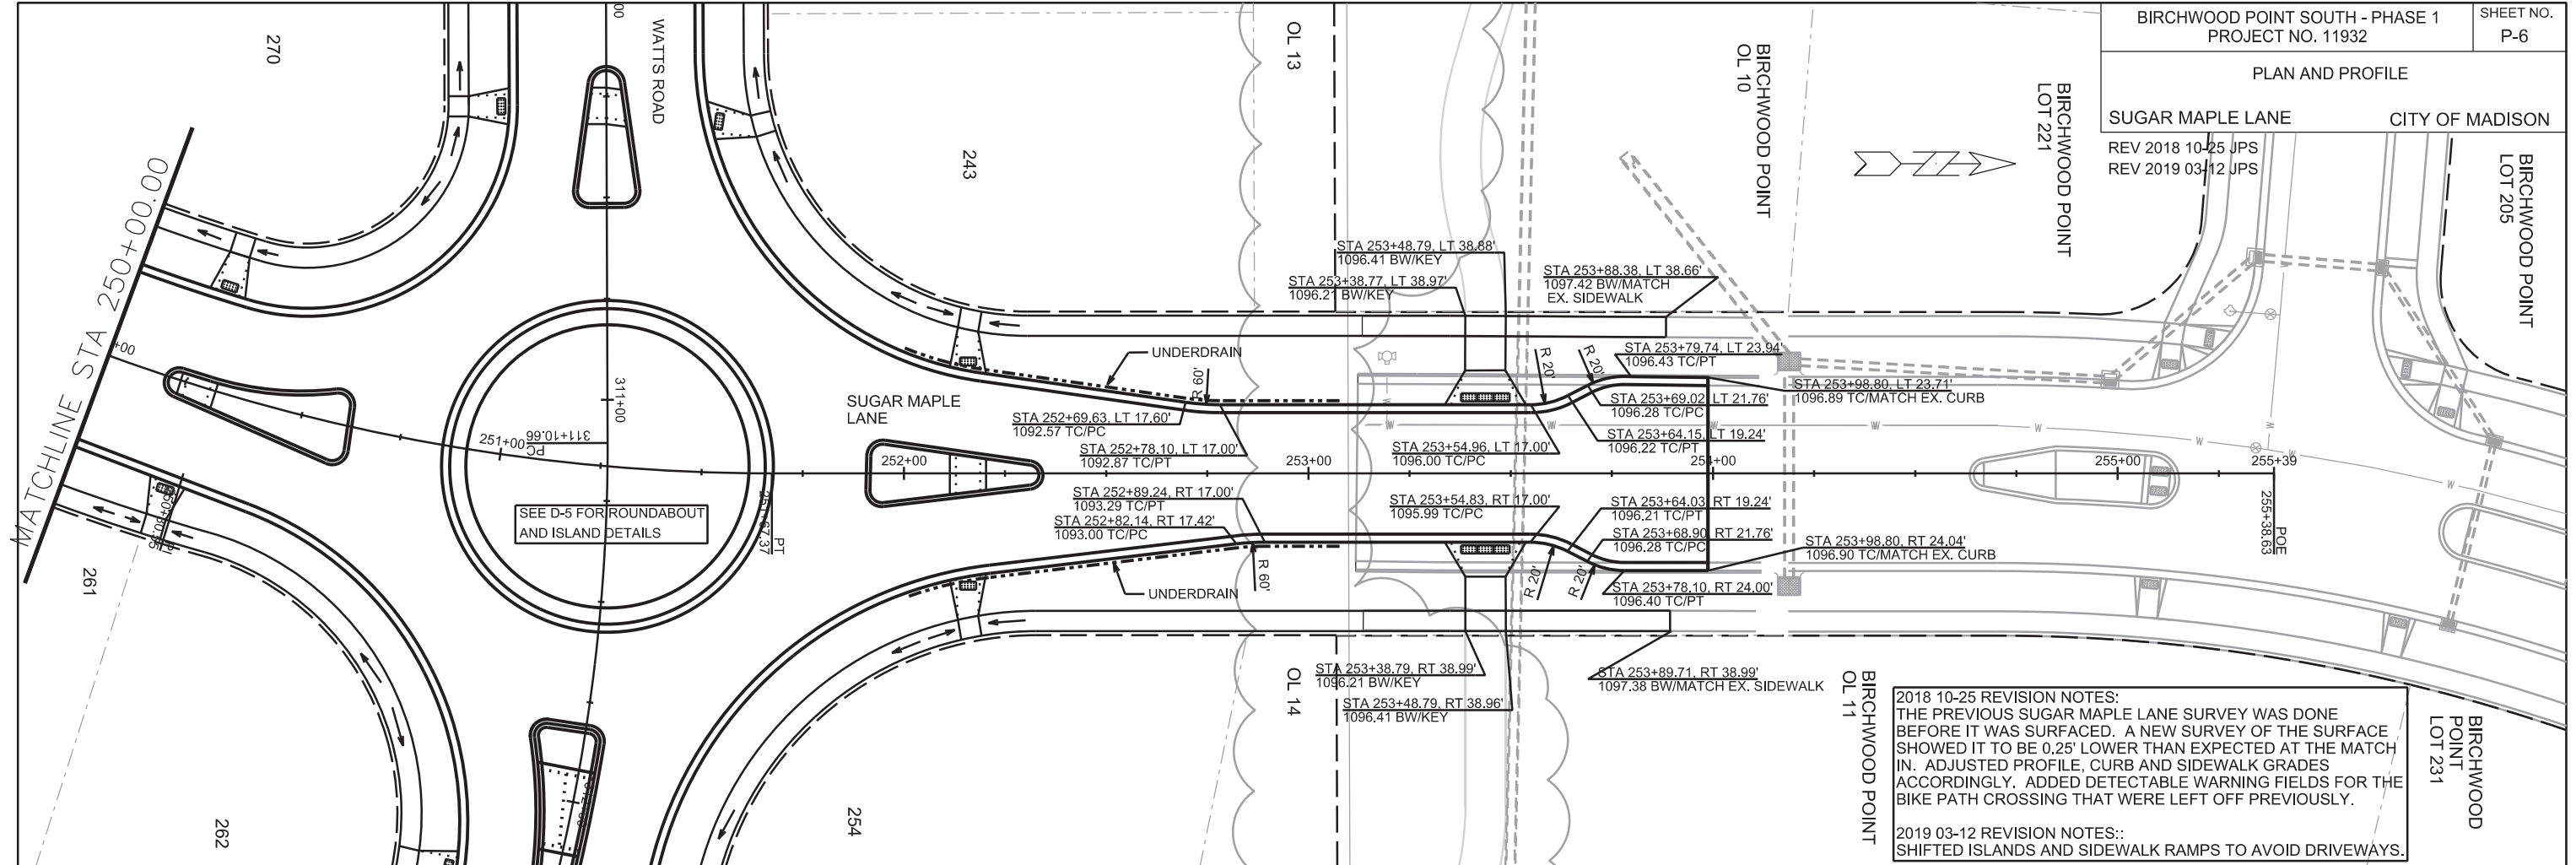 BIRCHWOOD POINT SOUTH - PHASE 1
PROJECT NO. 11932
SHEET NO.
P-6
PLAN AND PROFILE
SUGAR MAPLE LANE
CITY OF MADISON
REV 2018 10-25 JPS
REV 2019 03-12 JPS
270
WATTS ROAD
00
243
OL 13
BIRCHWOOD POINT
OL 10
BIRCHWOOD POINT
LOT 221
BIRCHWOOD POINT
LOT 205
MATCHLINE STA 250+00.00
+00
STA 253+48.79, LT 38.88'
1096.41 BW/KEY
STA 253+38.77, LT 38.97'
1096.21 BW/KEY
STA 253+88.38, LT 38.66'
1097.42 BW/MATCH
EX. SIDEWALK
UNDERDRAIN
R 60'
R 20'
R 20'
STA 253+79.74, LT 23.94'
1096.43 TC/PT
STA 253+98.80, LT 23.71'
1096.89 TC/MATCH EX. CURB
311+00
SUGAR MAPLE
LANE
STA 252+69.63, LT 17.60'
1092.57 TC/PC
STA 253+69.02, LT 21.76'
1096.28 TC/PC
STA 253+64.15, LT 19.24'
1096.22 TC/PT
STA 252+78.10, LT 17.00'
1092.87 TC/PT
STA 253+54.96, LT 17.00'
1096.00 TC/PC
W
W
W
W
W
W
W
W
W
251+00
PC
311+10.66
252+00
253+00
254+00
255+00
255+39
STA 252+89.24, RT 17.00'
1093.29 TC/PT
STA 252+82.14, RT 17.42'
1093.00 TC/PC
STA 253+54.83, RT 17.00'
1095.99 TC/PC
STA 253+64.03, RT 19.24'
1096.21 TC/PT
STA 253+68.90, RT 21.76'
1096.28 TC/PC
STA 253+98.80, RT 24.04'
1096.90 TC/MATCH EX. CURB
SEE D-5 FOR ROUNDABOUT
AND ISLAND DETAILS
PT
251+67.37
POE
255+38.63
UNDERDRAIN
R 60'
R 20'
R 20'
STA 253+78.10, RT 24.00'
1096.40 TC/PT
261
262
254
OL 14
STA 253+38.79, RT 38.99'
1096.21 BW/KEY
STA 253+48.79, RT 38.96'
1096.41 BW/KEY
STA 253+89.71, RT 38.99'
1097.38 BW/MATCH EX. SIDEWALK
BIRCHWOOD POINT
OL 11
BIRCHWOOD
POINT
LOT 231
2018 10-25 REVISION NOTES:
THE PREVIOUS SUGAR MAPLE LANE SURVEY WAS DONE
BEFORE IT WAS SURFACED. A NEW SURVEY OF THE SURFACE
SHOWED IT TO BE 0.25' LOWER THAN EXPECTED AT THE MATCH
IN. ADJUSTED PROFILE, CURB AND SIDEWALK GRADES
ACCORDINGLY. ADDED DETECTABLE WARNING FIELDS FOR THE
BIKE PATH CROSSING THAT WERE LEFT OFF PREVIOUSLY.
2019 03-12 REVISION NOTES::
SHIFTED ISLANDS AND SIDEWALK RAMPS TO AVOID DRIVEWAYS.